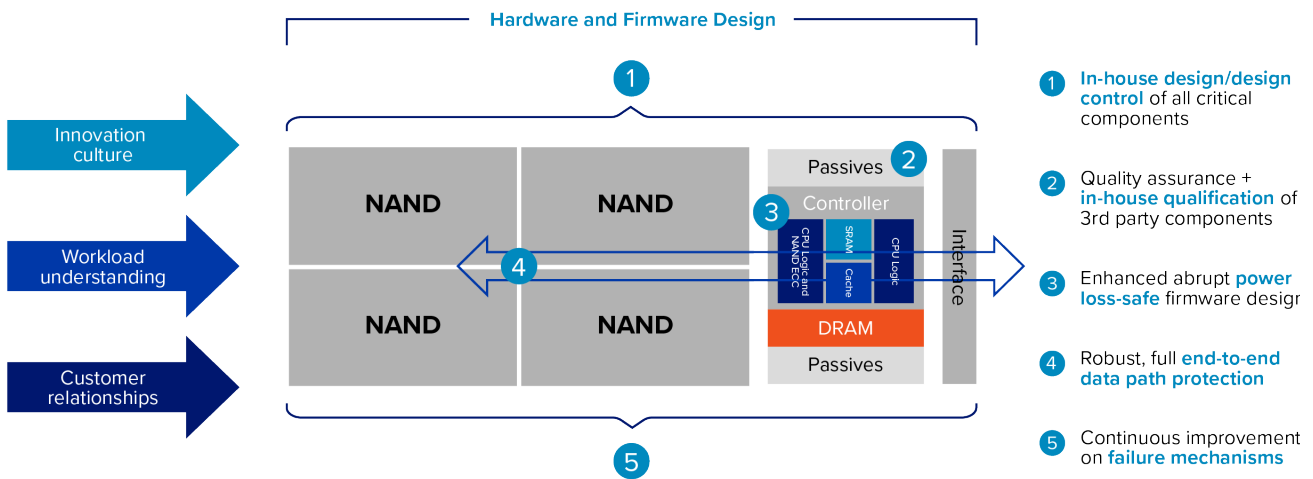 Hardware and Firmware Design
Innovation
culture
Workload
understanding
Customer
relationships
1
NAND
NAND
NAND
NAND
Passives
2
3
Controller
CPU Logic and
NAND ECC
SRAM
Cache
CPU Logic
4
DRAM
Passives
Interface
5
1
In-house design/design
control of all critical
components
2
Quality assurance +
in-house qualification of
3rd party components
3
Enhanced abrupt power
loss-safe firmware design
4
Robust, full end-to-end
data path protection
5
Continuous improvement
on failure mechanisms